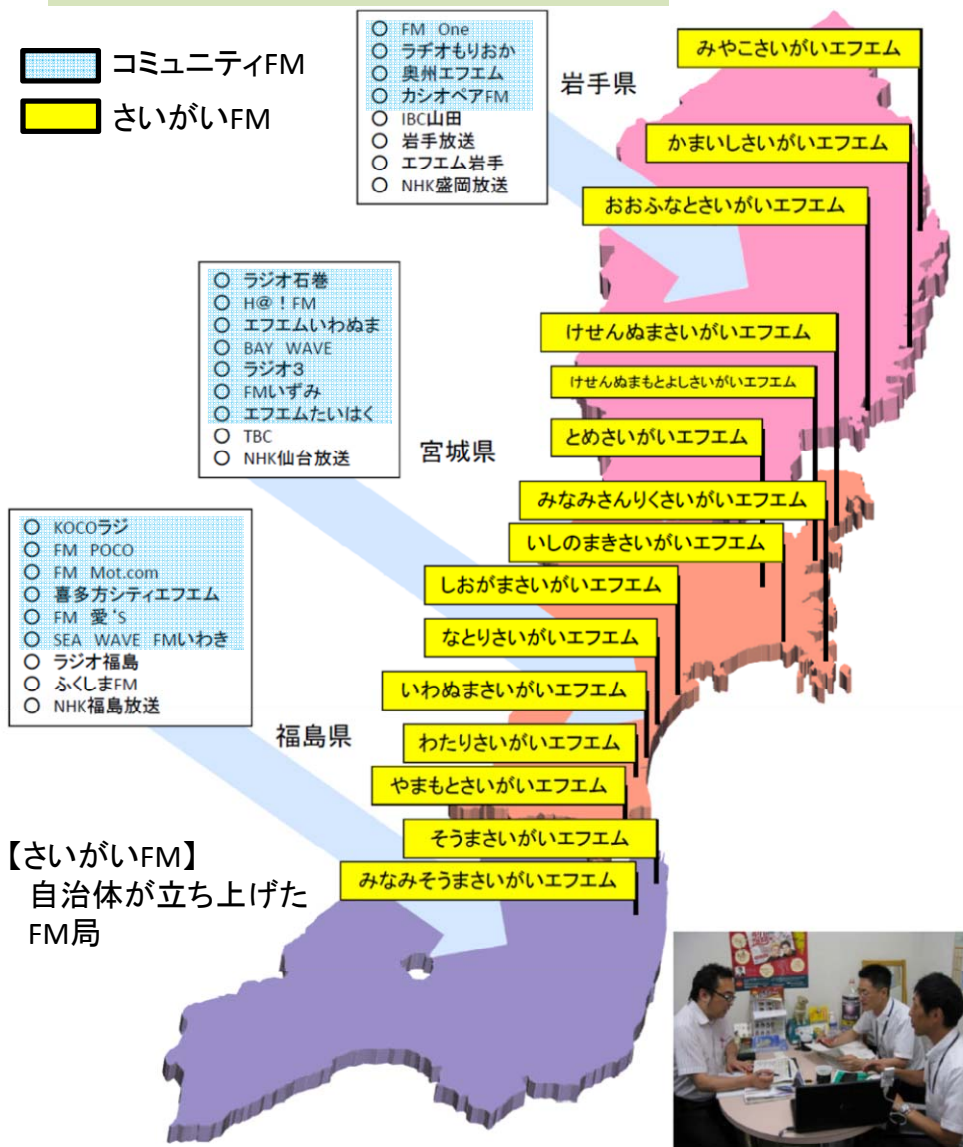 コミュニティFM
さいがいFM
○ FM One
○ ラヂオもりおか
○ 奥州エフエム
○ カシオペアFM
○ IBC山田
○ 岩手放送
○ エフエム岩手
○ NHK盛岡放送
岩手県
みやこさいがいエフエム
かまいしさいがいエフエム
おおふなとさいがいエフエム
○ ラジオ石巻
○ H@！FM
○ エフエムいわぬま
○ BAY WAVE
○ ラジオ3
○ FMいずみ
○ エフエムたいはく
○ TBC
○ NHK仙台放送
宮城県
けせんぬまさいがいエフエム
けせんぬまもとよしさいがいエフエム
とめさいがいエフエム
みなみさんりくさいがいエフエム
いしのまきさいがいエフエム
しおがまさいがいエフエム
なとりさいがいエフエム
いわぬまさいがいエフエム
わたりさいがいエフエム
やまもとさいがいエフエム
○ KOCOラジ
○ FM POCO
○ FM Mot.com
○ 喜多方シティエフエム
○ FM 愛‘S
○ SEA WAVE FMいわき
○ ラジオ福島
○ ふくしまFM
○ NHK福島放送
福島県
そうまさいがいエフエム
みなみそうまさいがいエフエム
【さいがいFM】
自治体が立ち上げた
FM局